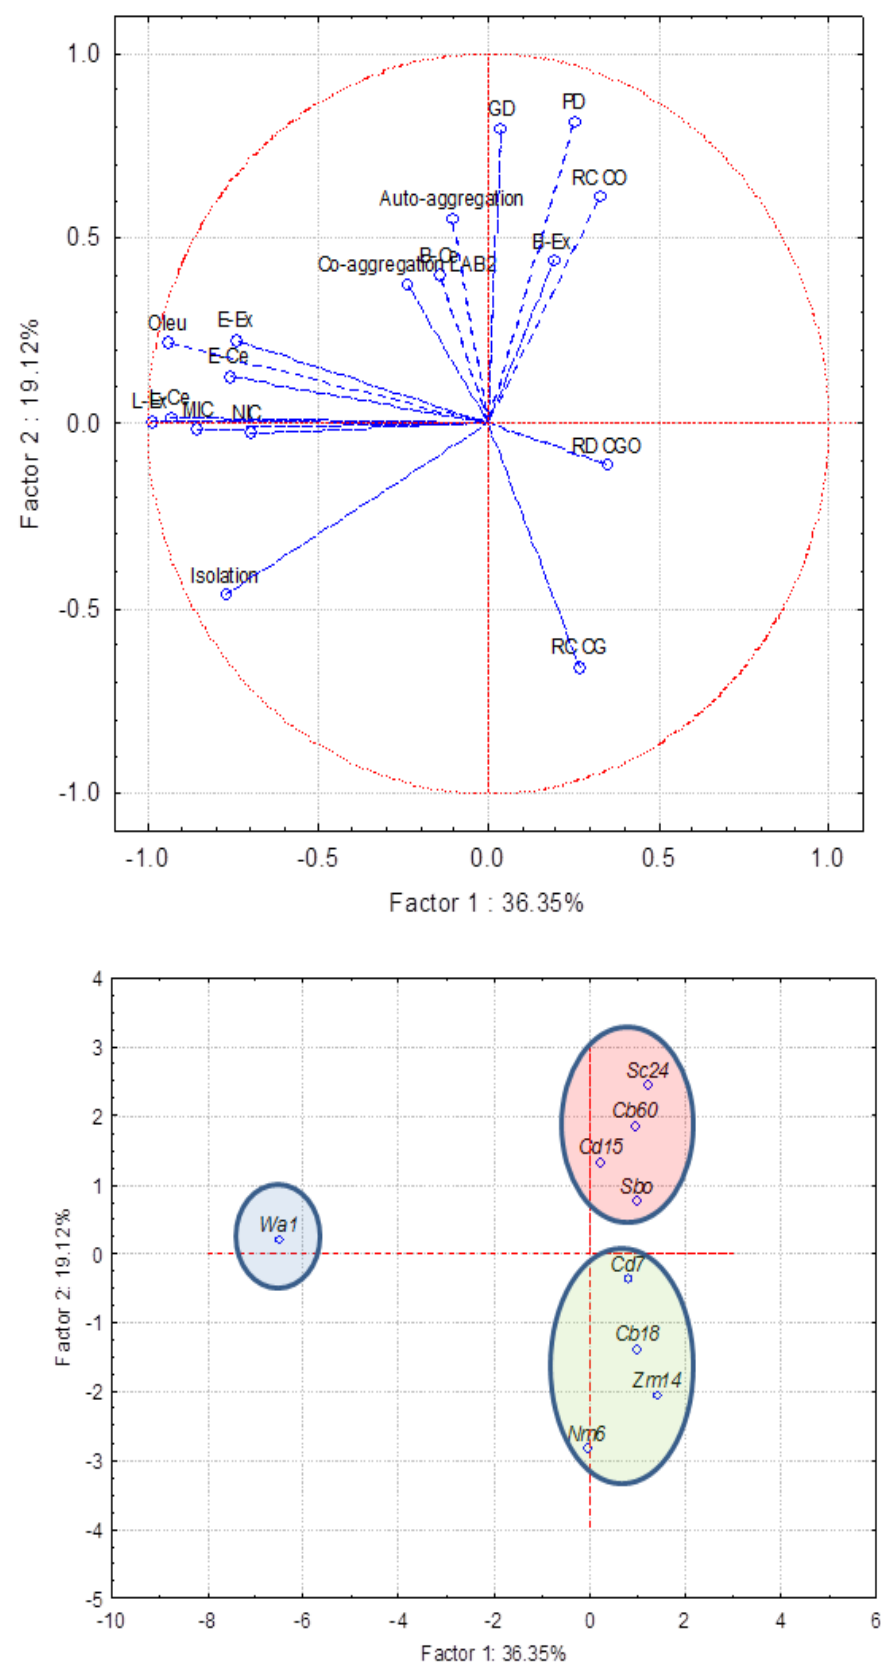 1.0
GD
PD
RC OO
Auto-aggregation
0.5
B-Ex
B-Ce
Co-aggregation LAB2
Oleu
E-Ex
E-Ce
L-Ex
MIC
NIC
0.0
RD OGO
Isolation
-0.5
RC OG
-1.0
-1.0 -0.5 0.0 0.5 1.0
Factor 1 : 36.35%
Factor 2 : 19.12%
4
3
Sc24
Cb60
2
Cd15
Sbo
1
Wa1
0
Cd7
-1
Cb18
Zm14
-2
Nm6
-3
-4
-5
-10 -8 -6 -4 -2 0 2 4 6
Factor 1: 36.35%
Factor 2: 19.12%